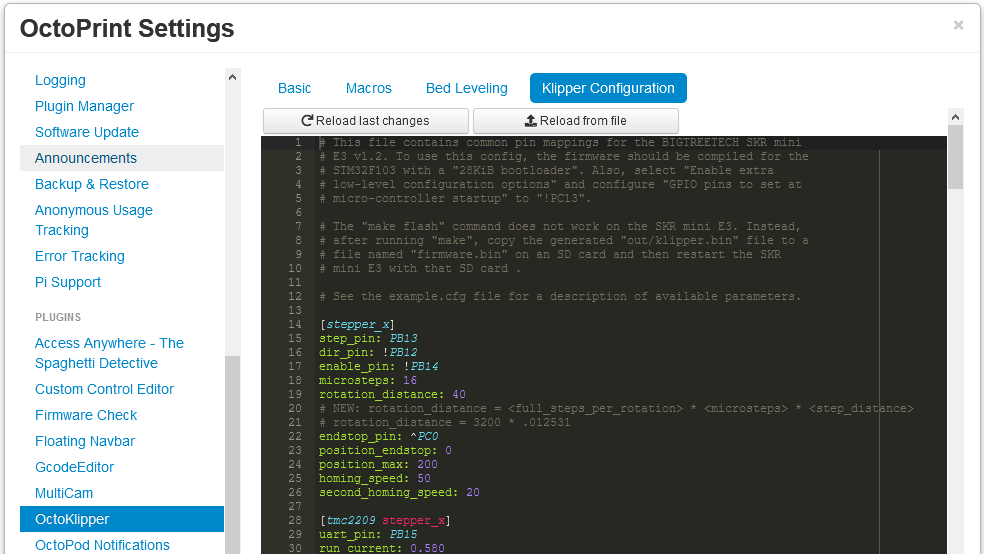 OctoPrint Settings
×
Logging
Plugin Manager
Software Update
Announcements
Backup & Restore
Anonymous Usage
Tracking
Error Tracking
Pi Support
PLUGINS
Access Anywhere - The
Spaghetti Detective
Custom Control Editor
Firmware Check
Floating Navbar
GcodeEditor
MultiCam
OctoKlipper
OctoPod Notifications
Basic Macros Bed Leveling Klipper Configuration
Reload last changes Reload from file
1 # This file contains common pin mappings for the BIGTREETECH SKR mini
2 # E3 v1.2. To use this config, the firmware should be compiled for the
3 # STM32F103 with a "28KiB bootloader". Also, select "Enable extra
4 # low-level configuration options" and configure "GPIO pins to set at
5 # micro-controller startup" to "!PC13".
6
7 # The "make flash" command does not work on the SKR mini E3. Instead,
8 # after running "make", copy the generated "out/klipper.bin" file to a
9 # file named "firmware.bin" on an SD card and then restart the SKR
10 # mini E3 with that SD card .
11
12 # See the example.cfg file for a description of available parameters.
13
14 [stepper_x]
15 step_pin: PB13
16 dir_pin: !PB12
17 enable_pin: !PB14
18 microsteps: 16
19 rotation_distance: 40
20 # NEW: rotation_distance = <full_steps_per_rotation> * <microsteps> * <step_distance>
21 # rotation_distance = 3200 * .012531
22 endstop_pin: ^PC0
23 position_endstop: 0
24 position_max: 200
25 homing_speed: 50
26 second_homing_speed: 20
27
28 [tmc2209 stepper_x]
29 uart_pin: PB15
30 run_current: 0.580